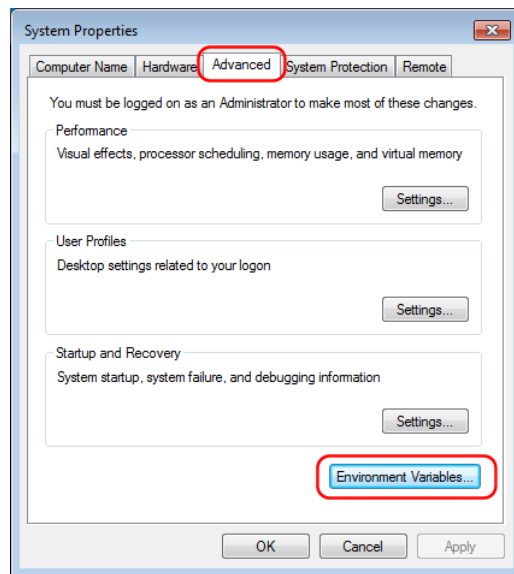 System Properties
Computer Name Hardware Advanced System Protection Remote
You must be logged on as an Administrator to make most of these changes.
Performance
Visual effects, processor scheduling, memory usage, and virtual memory
Settings...
User Profiles
Desktop settings related to your logon
Settings...
Startup and Recovery
System startup, system failure, and debugging information
Settings...
Environment Variables...
OK Cancel Apply